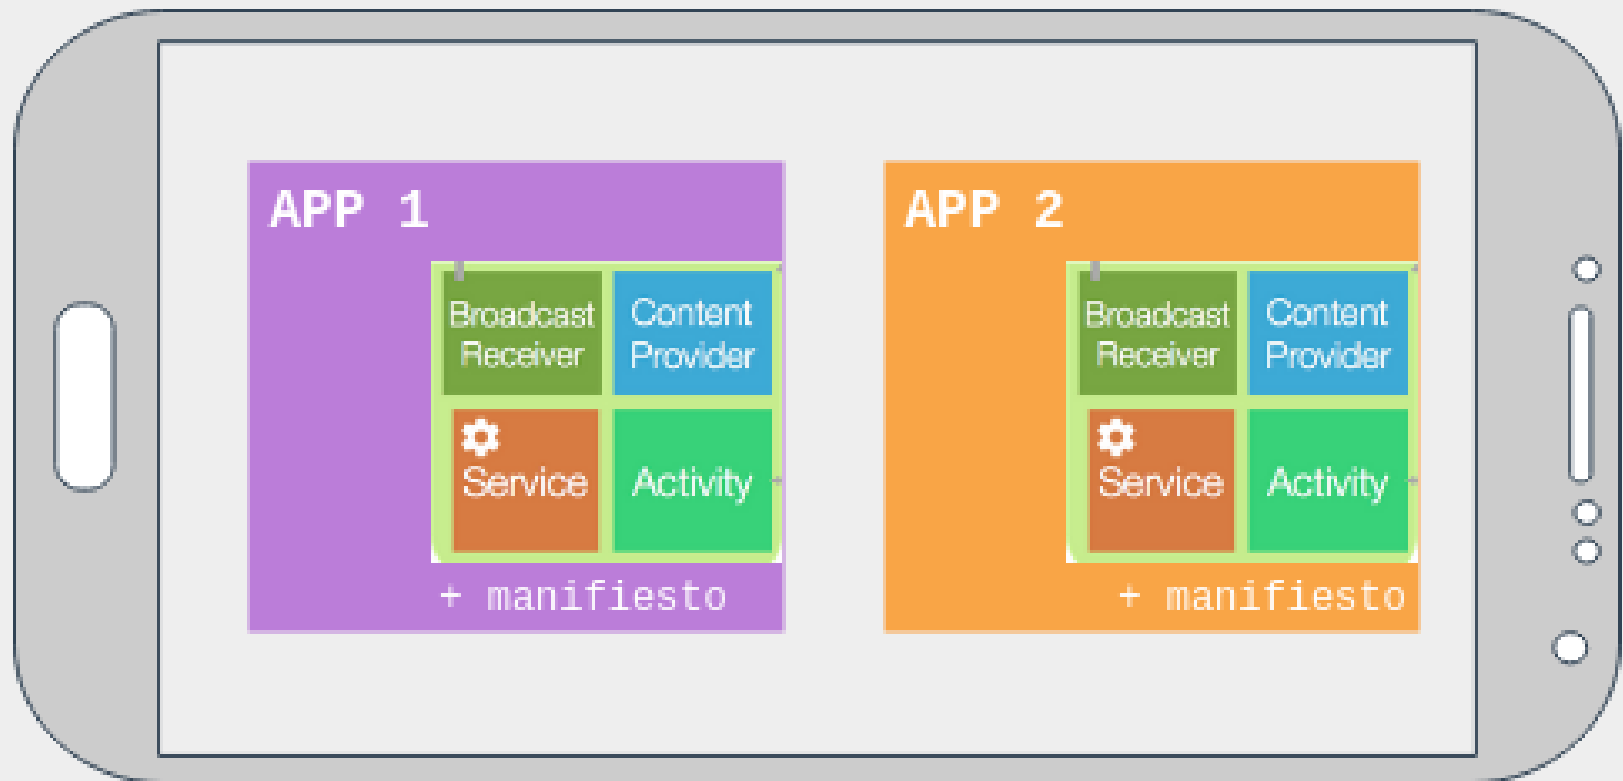 APP 1
Broadcast
Receiver
Content
Provider
Service
Activity
+ manifiesto
APP 2
Broadcast
Receiver
Content
Provider
Service
Activity
+ manifiesto